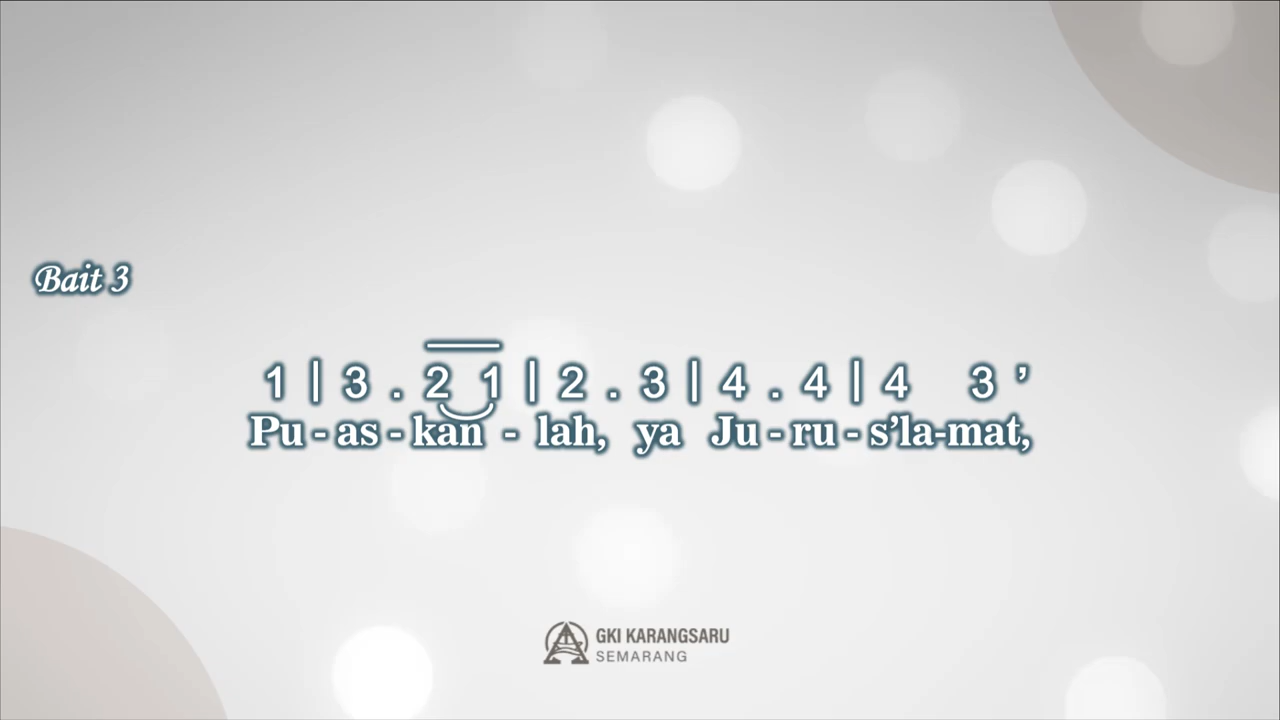 Bait 3
1 | 3 . 2 1 | 2 . 3 | 4 . 4 | 4 3 ’
Pu - as - kan - lah, ya Ju - ru - s’la-mat,
GKI KARANGSARU
SEMARANG